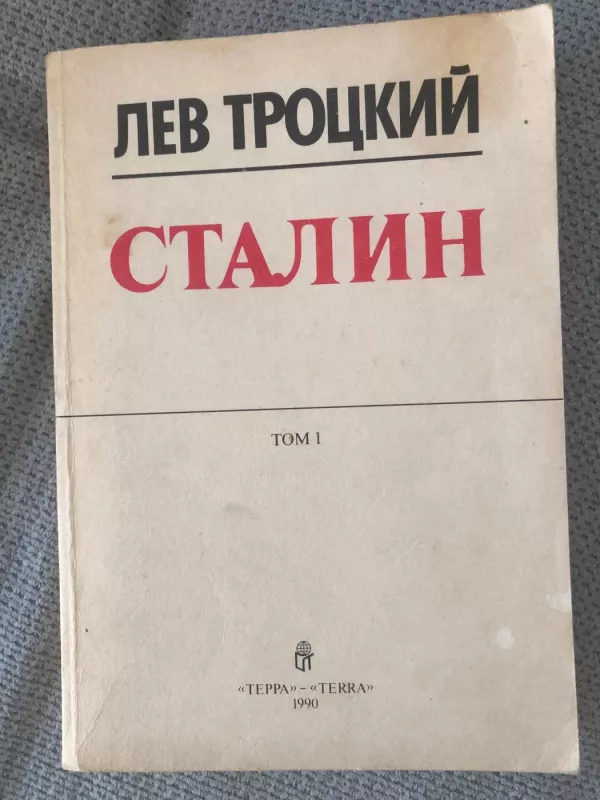 ЛЕВ ТРОЦКИЙ
СТАЛИН
ТОМ 1
«ТЕРРА» – «TERRA»
1990